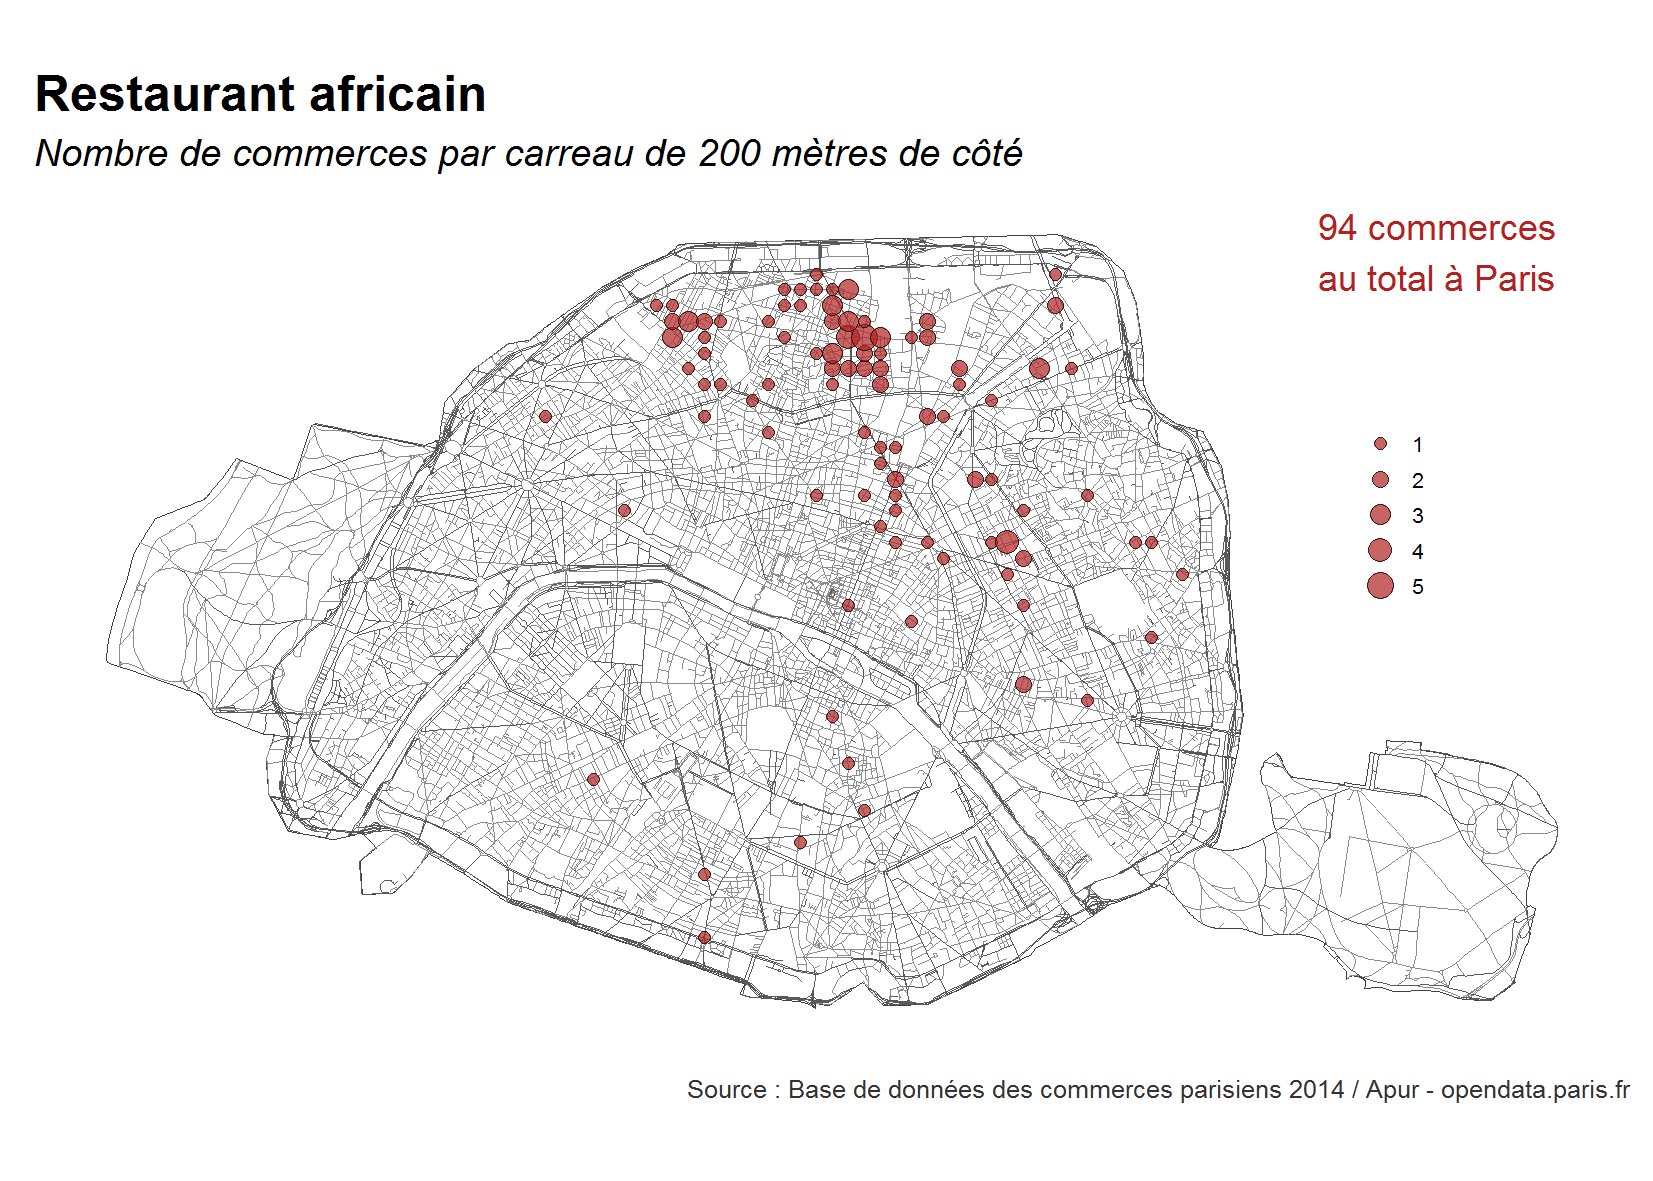 Restaurant africain
Nombre de commerces par carreau de 200 mètres de côté
94 commerces
au total à Paris
1
2
3
4
5
Source : Base de données des commerces parisiens 2014 / Apur - opendata.paris.fr